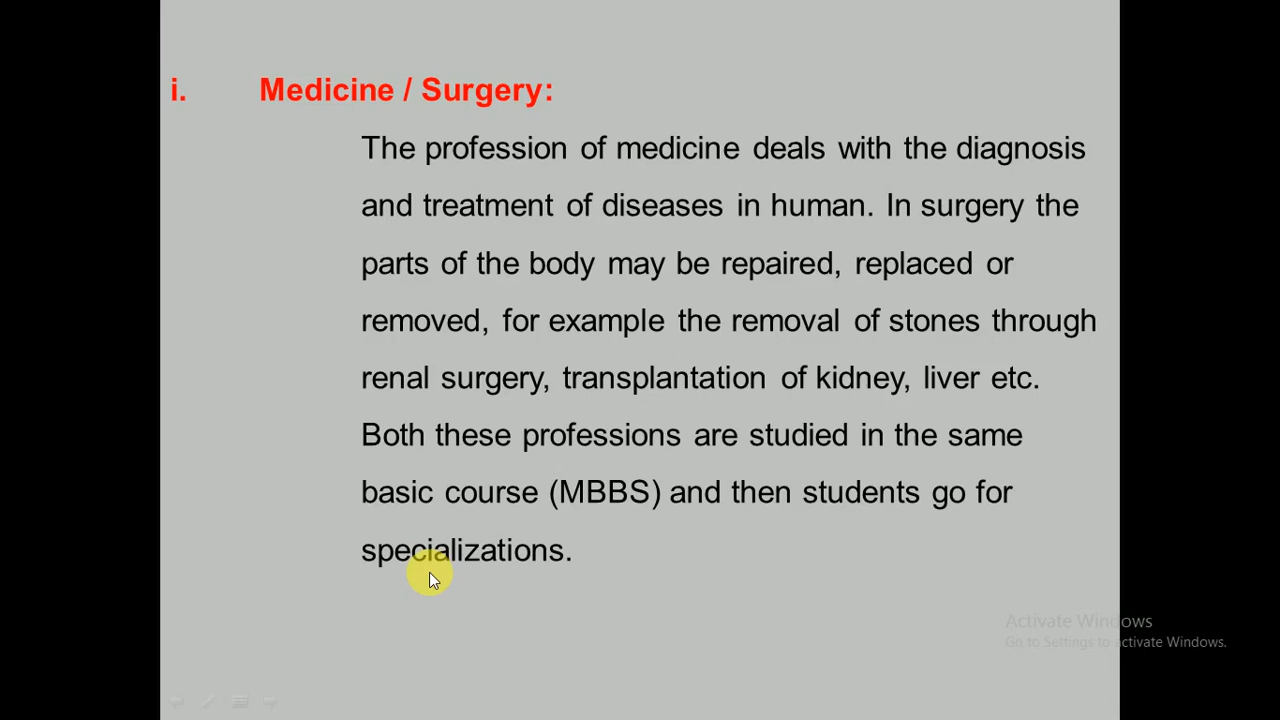 i. Medicine / Surgery:
The profession of medicine deals with the diagnosis
and treatment of diseases in human. In surgery the
parts of the body may be repaired, replaced or
removed, for example the removal of stones through
renal surgery, transplantation of kidney, liver etc.
Both these professions are studied in the same
basic course (MBBS) and then students go for
specializations.
Activate Windows
Go to Settings to activate Windows.